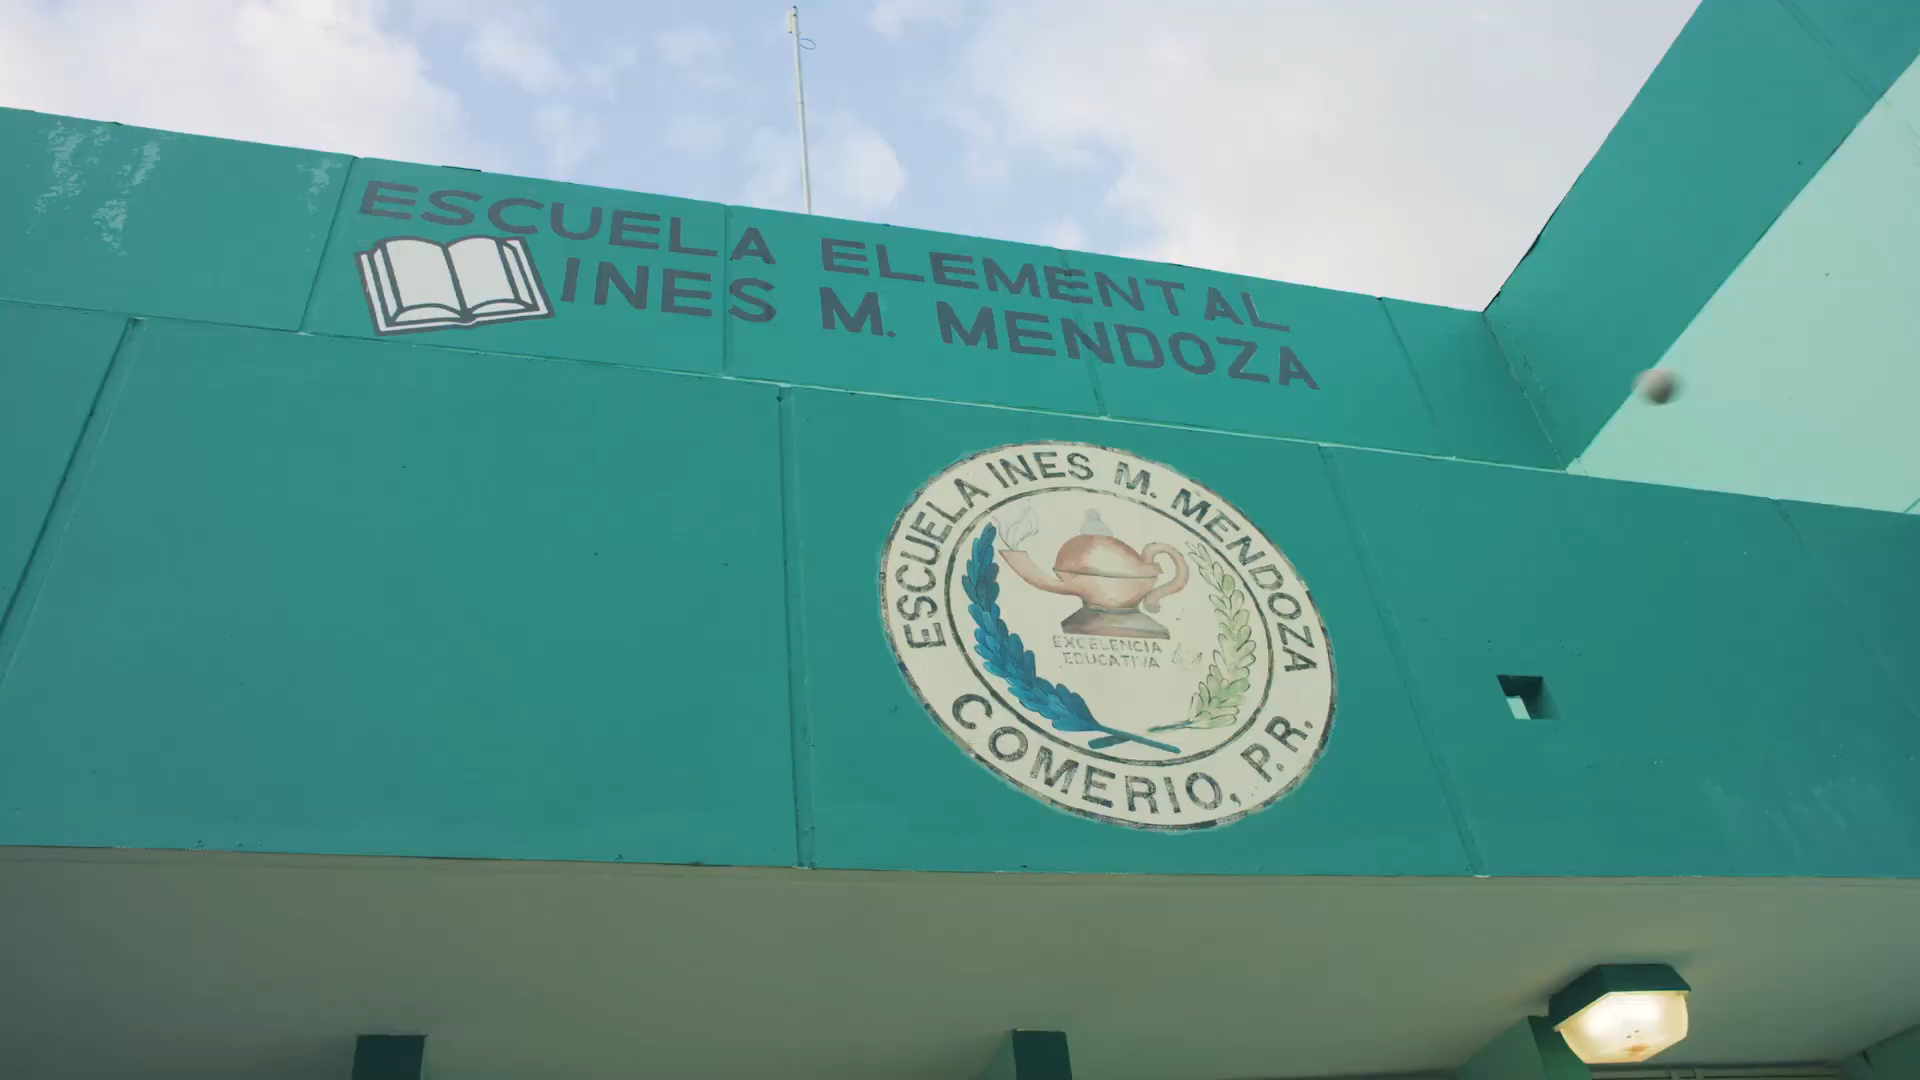 ESCUELA ELEMENTAL
INES M. MENDOZA
ESCUELA INES M. MENDOZA
EXCELENCIA
EDUCATIVA
COMERIO, P.R.